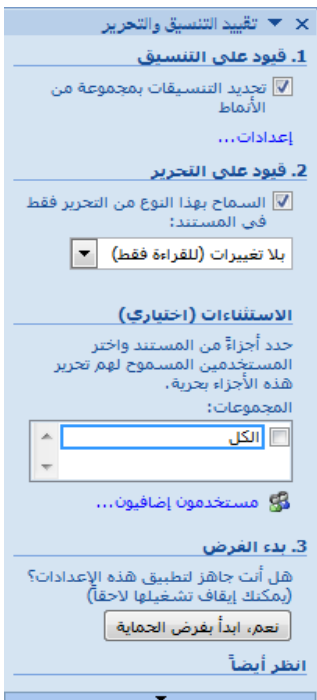 تقييد التنسيق والتحرير
1. قيود على التنسيق
تحديد التنسيقات بمجموعة من
الأنماط
إعدادات...
2. قيود على التحرير
السماح بهذا النوع من التحرير فقط
في المستند:
بلا تغييرات (للقراءة فقط)
الاستثناءات (اختياري)
حدد أجزاءً من المستند واختر
المستخدمين المسموح لهم تحرير
هذه الأجزاء بحرية.
المجموعات:
الكل
مستخدمون إضافيون...
3. بدء الفرض
هل أنت جاهز لتطبيق هذه الإعدادات؟
(يمكنك إيقاف تشغيلها لاحقاً)
نعم، ابدأ بفرض الحماية
انظر أيضاً